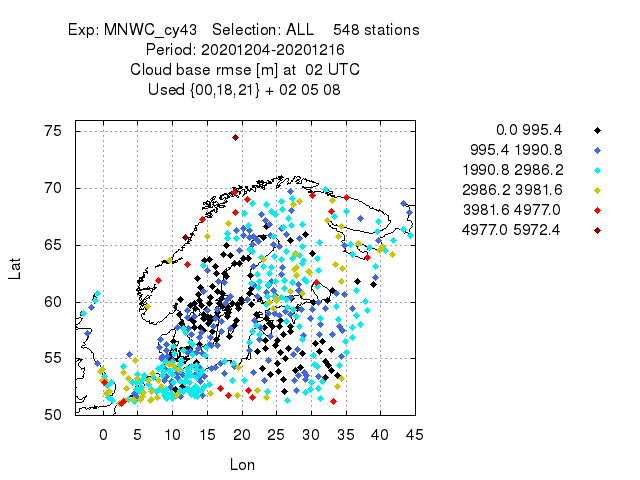 Exp: MNWC_cy43 Selection: ALL 548 stations
Period: 20201204-20201216
Cloud base rmse [m] at 02 UTC
Used {00,18,21} + 02 05 08
0.0 995.4
995.4 1990.8
1990.8 2986.2
2986.2 3981.6
3981.6 4977.0
4977.0 5972.4
75
70
65
60
55
50
Lat
0 5 10 15 20 25 30 35 40 45
Lon